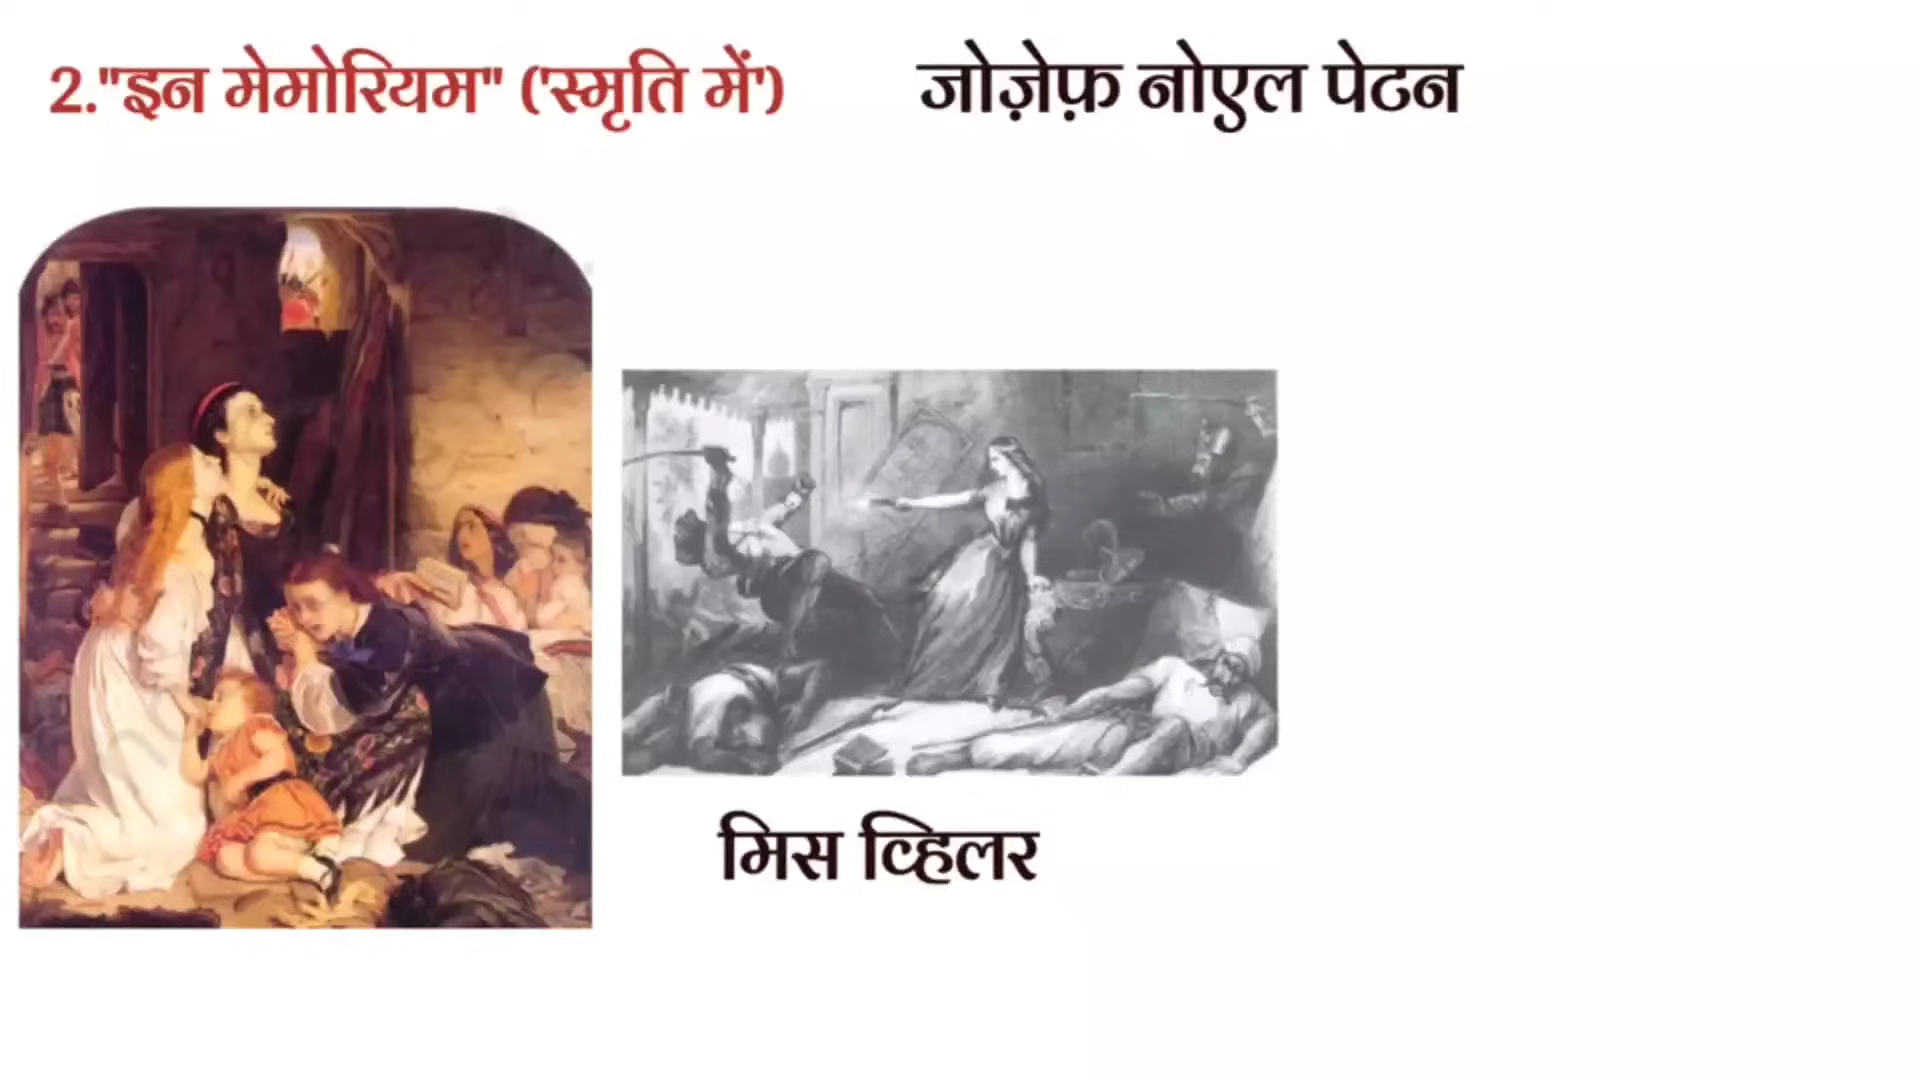 2."इन मेमोरियम" ('स्मृति में') जोज़ेफ़ नोएल पेटन
मिस व्हिलर